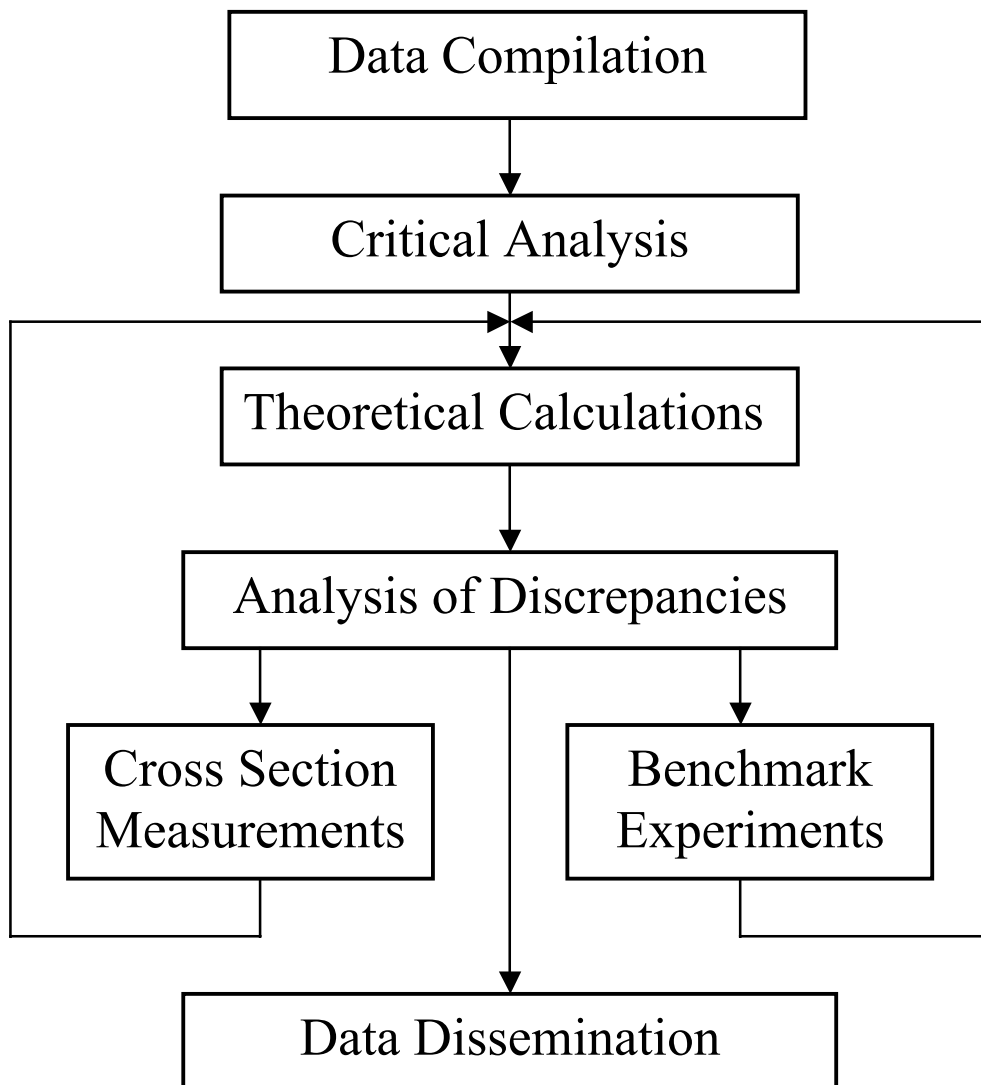 Data Compilation
Critical Analysis
Theoretical Calculations
Analysis of Discrepancies
Cross Section
Measurements
Benchmark
Experiments
Data Dissemination